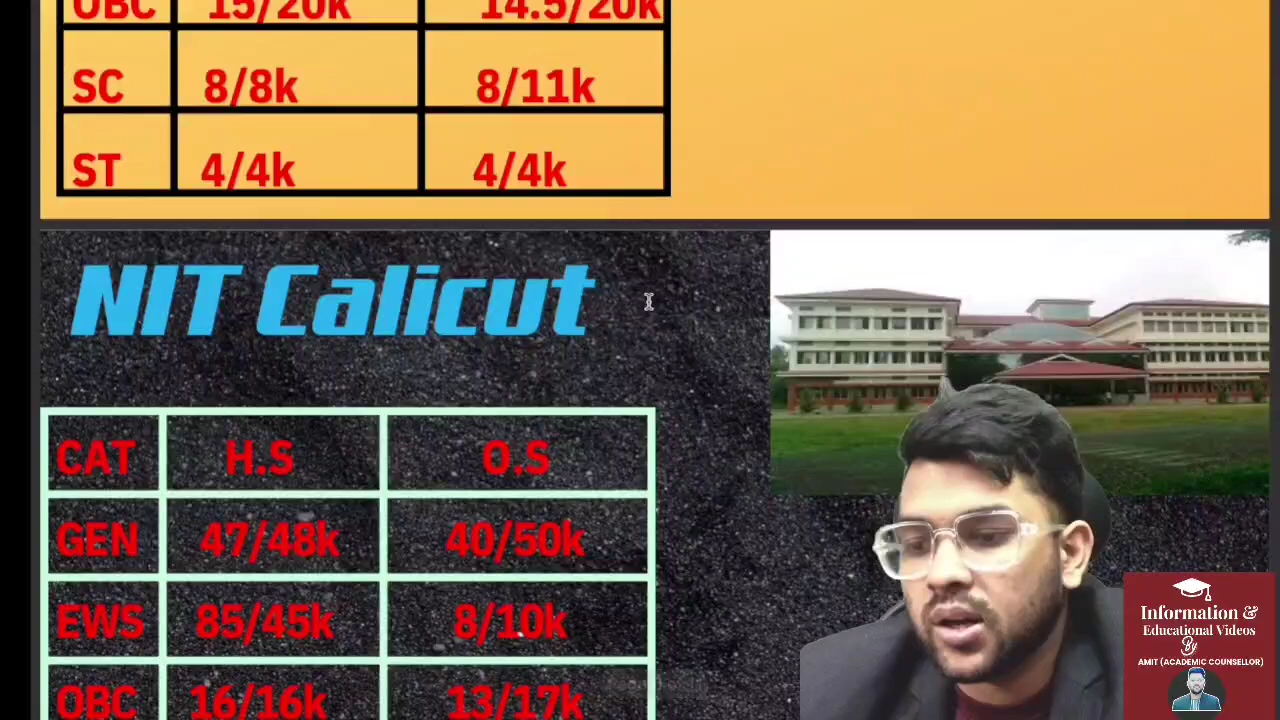 OBC 15/20k 14.5/20k
SC 8/8k 8/11k
ST 4/4k 4/4k
NIT Calicut
CAT H.S O.S
GEN 47/48k 40/50k
EWS 85/45k 8/10k
OBC 16/16k 13/17k
Information &
Educational Videos
By
AMIT (ACADEMIC COUNSELLOR)